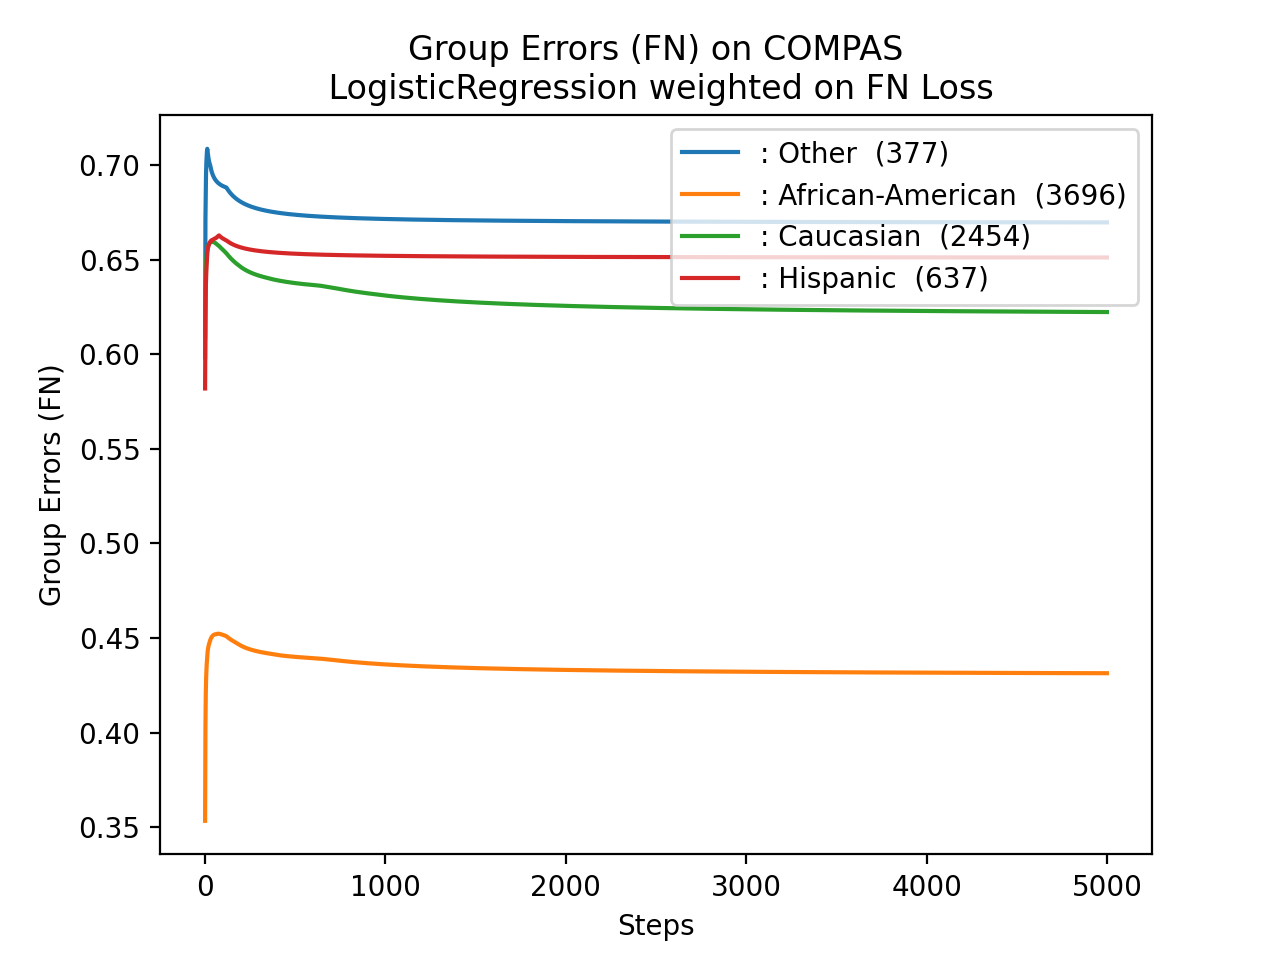 Group Errors (FN) on COMPAS
LogisticRegression weighted on FN Loss
: Other (377)
: African-American (3696)
: Caucasian (2454)
: Hispanic (637)
Group Errors (FN)
0.70
0.65
0.60
0.55
0.50
0.45
0.40
0.35
0 1000 2000 3000 4000 5000
Steps